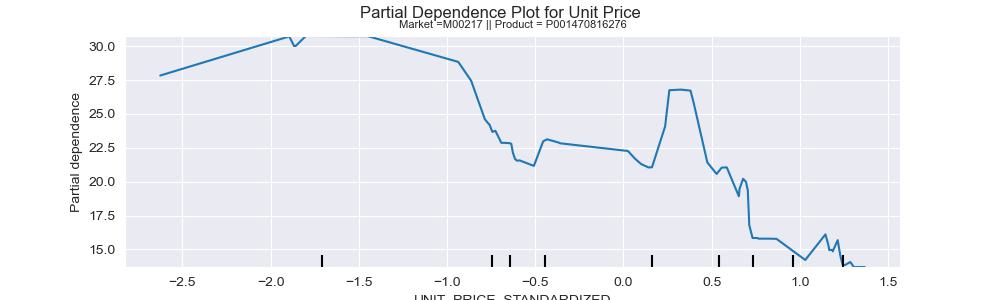 Partial Dependence Plot for Unit Price
Market =M00217 || Product = P001470816276
30.0
27.5
25.0
22.5
20.0
17.5
15.0
Partial dependence
−2.5 −2.0 −1.5 −1.0 −0.5 0.0 0.5 1.0 1.5
UNIT_PRICE_STANDARDIZED